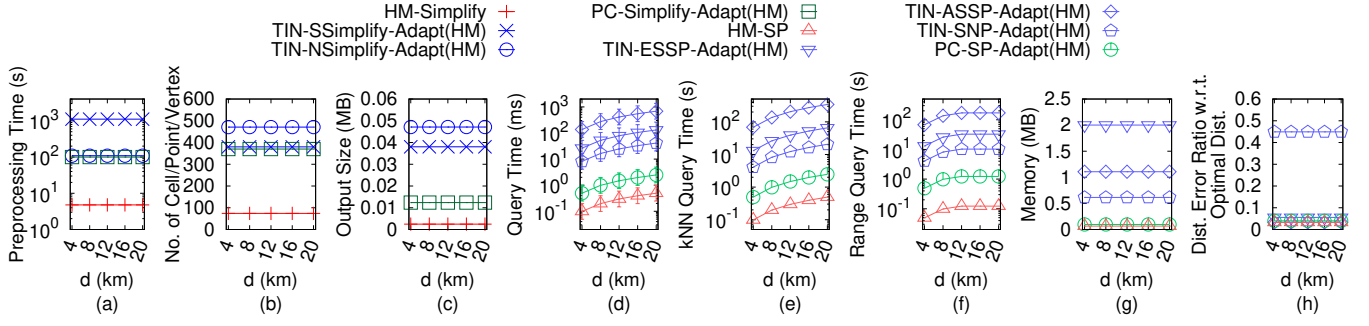 HM-Simplify
TIN-SSimplify-Adapt(HM)
TIN-NSimplify-Adapt(HM)
PC-Simplify-Adapt(HM)
HM-SP
TIN-ESSP-Adapt(HM)
TIN-ASSP-Adapt(HM)
TIN-SNP-Adapt(HM)
PC-SP-Adapt(HM)
Preprocessing Time (s)
10^3
10^2
10^1
10^0
4 8 12 16 20
d (km)
(a)
No. of Cell/Point/Vertex
600
500
400
300
200
100
0
4 8 12 16 20
d (km)
(b)
Output Size (MB)
0.06
0.05
0.04
0.03
0.02
0.01
0
4 8 12 16 20
d (km)
(c)
Query Time (ms)
10^2
10^1
10^0
10^-1
4 8 12 16 20
d (km)
(d)
kNN Query Time (s)
10^2
10^1
10^0
10^-1
4 8 12 16 20
d (km)
(e)
Range Query Time (s)
10^2
10^1
10^0
10^-1
4 8 12 16 20
d (km)
(f)
Memory (MB)
2.5
2
1.5
1
0.5
0
4 8 12 16 20
d (km)
(g)
Dist. Error Ratio w.r.t.
Optimal Dist.
0.6
0.5
0.4
0.3
0.2
0.1
0
4 8 12 16 20
d (km)
(h)